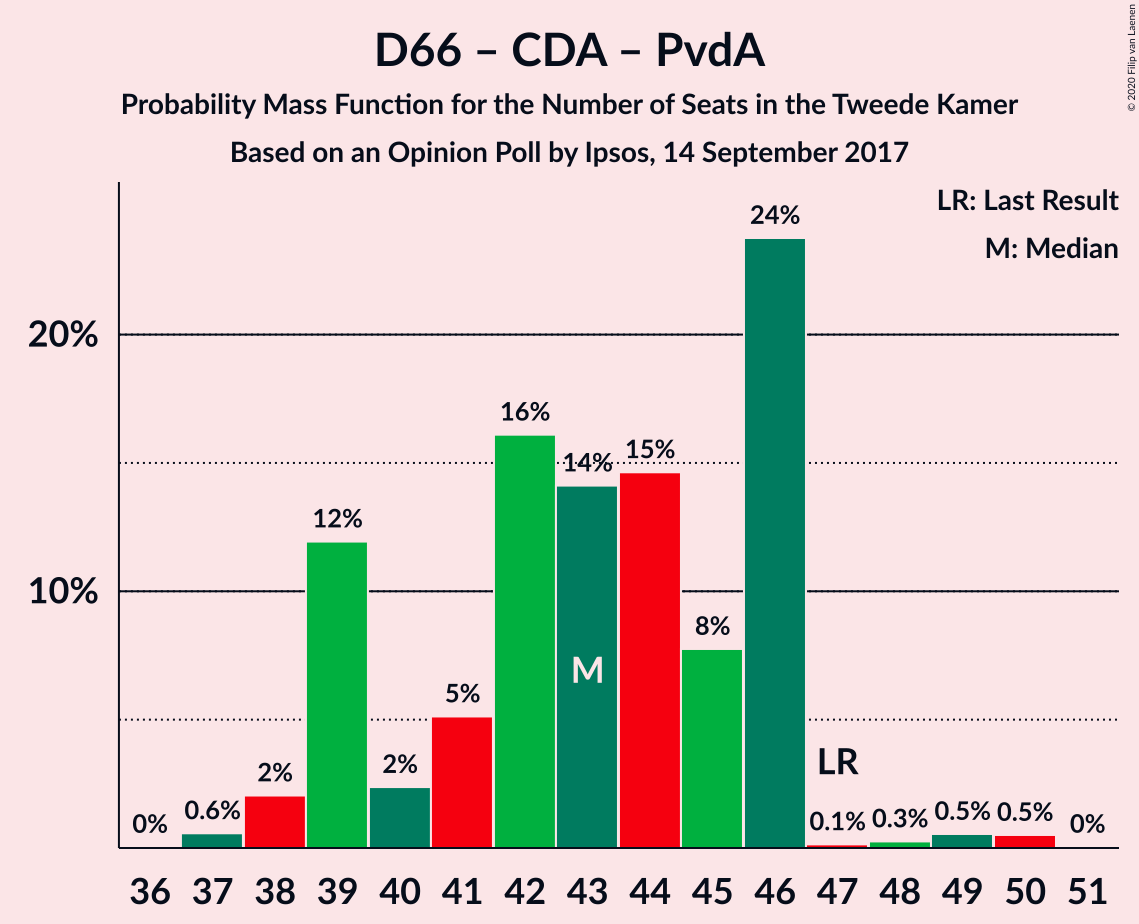 D66 – CDA – PvdA
Probability Mass Function for the Number of Seats in the Tweede Kamer
Based on an Opinion Poll by Ipsos, 14 September 2017
© 2020 Filip van Laenen
LR: Last Result
M: Median
20%
10%
0% 0.6% 2% 12% 2% 5% 16% 14% 15% 8% 24% 0.1% 0.3% 0.5% 0.5% 0%
M
LR
36 37 38 39 40 41 42 43 44 45 46 47 48 49 50 51